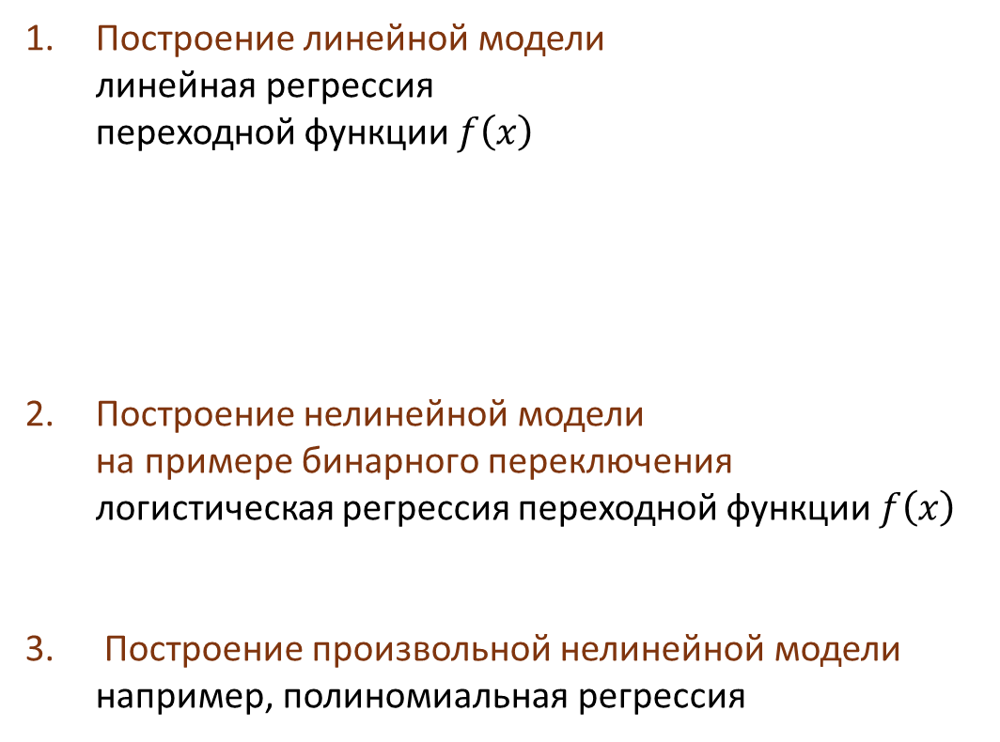 1. Построение линейной модели
линейная регрессия
переходной функции 𝑓(𝑥)
2. Построение нелинейной модели
на примере бинарного переключения
логистическая регрессия переходной функции 𝑓(𝑥)
3. Построение произвольной нелинейной модели
например, полиномиальная регрессия